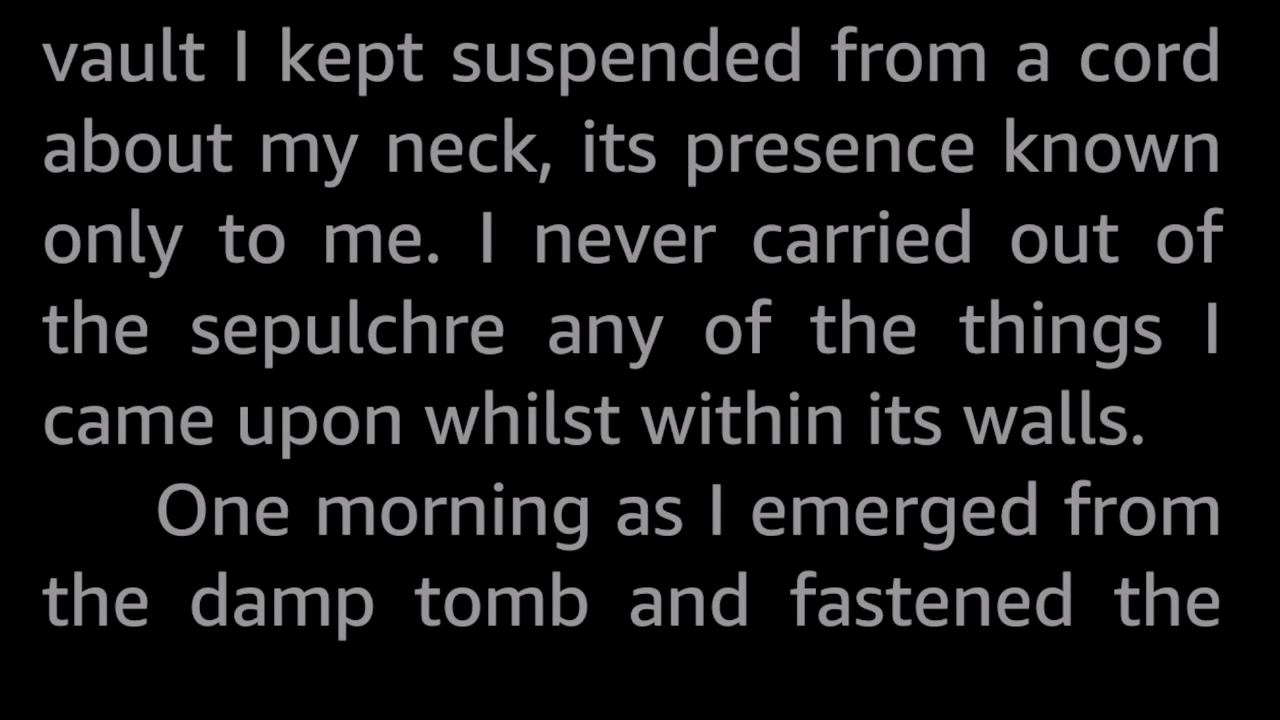 vault I kept suspended from a cord
about my neck, its presence known
only to me. I never carried out of
the sepulchre any of the things I
came upon whilst within its walls.
One morning as I emerged from
the damp tomb and fastened the